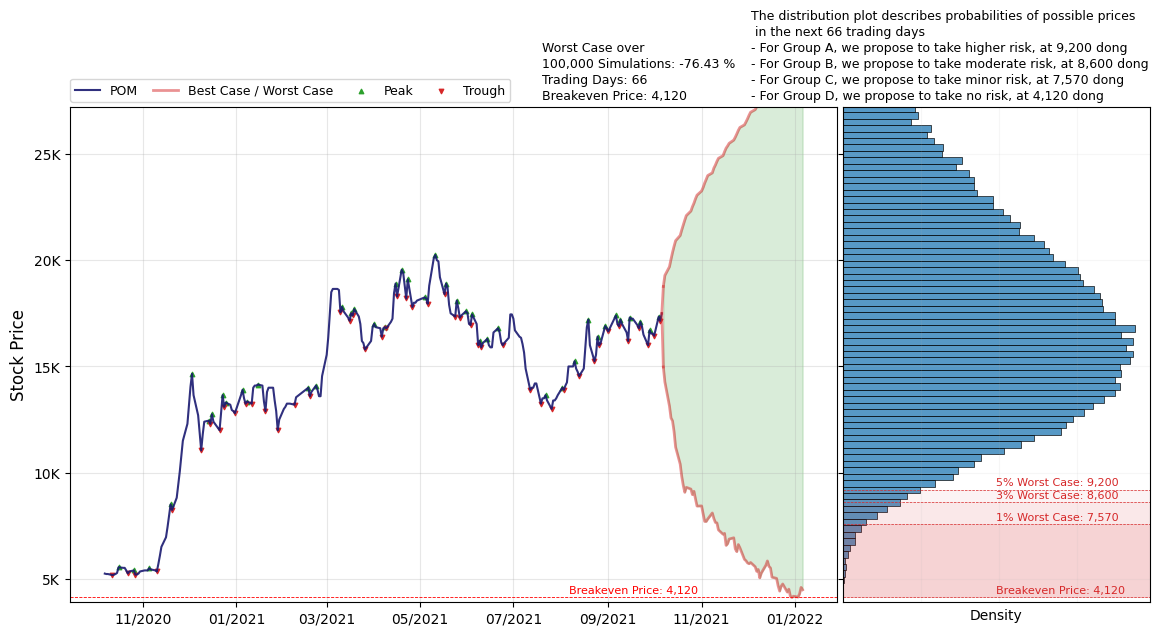 The distribution plot describes probabilities of possible prices
in the next 66 trading days
- For Group A, we propose to take higher risk, at 9,200 dong
- For Group B, we propose to take moderate risk, at 8,600 dong
- For Group C, we propose to take minor risk, at 7,570 dong
- For Group D, we propose to take no risk, at 4,120 dong
Worst Case over
100,000 Simulations: -76.43 %
Trading Days: 66
Breakeven Price: 4,120
POM
Best Case / Worst Case
Peak
Trough
Stock Price
25K
20K
15K
10K
5K
11/2020
01/2021
03/2021
05/2021
07/2021
09/2021
11/2021
01/2022
Breakeven Price: 4,120
5% Worst Case: 9,200
3% Worst Case: 8,600
1% Worst Case: 7,570
Breakeven Price: 4,120
Density